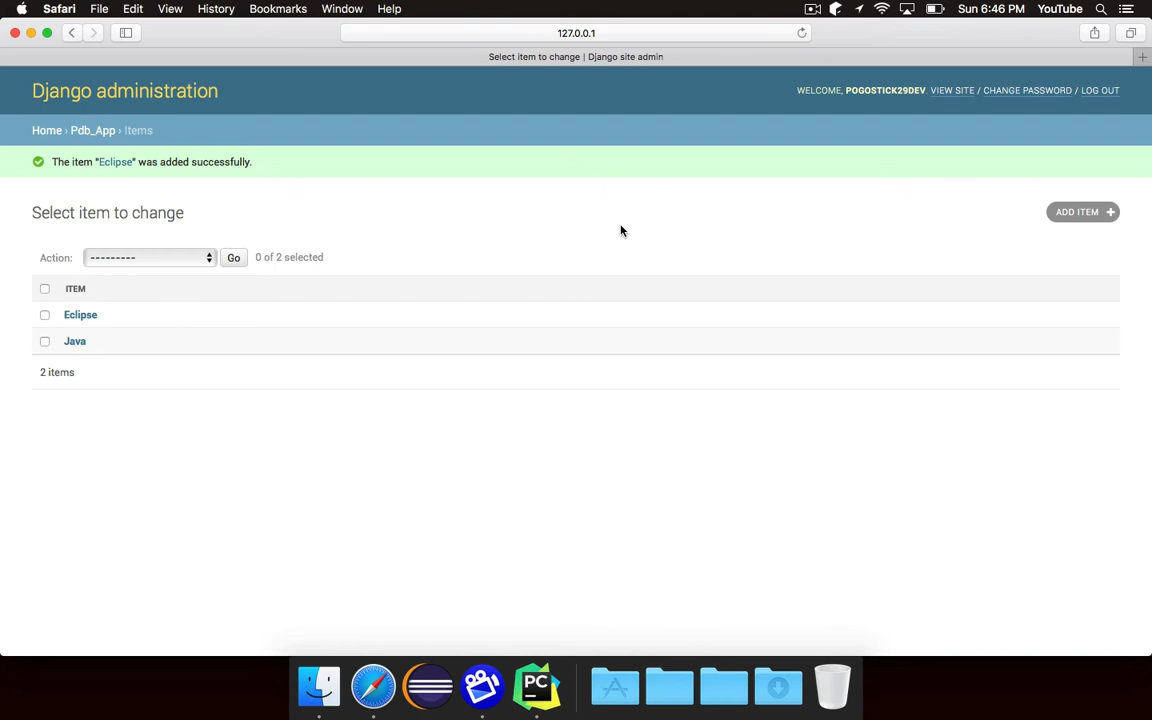 Safari File Edit View History Bookmarks Window Help Sun 6:46 PM YouTube
127.0.0.1
Select item to change | Django site admin
Django administration
WELCOME, POGOSTICK29DEV. VIEW SITE / CHANGE PASSWORD / LOG OUT
Home › Pdb_App › Items
The item "Eclipse" was added successfully.
Select item to change
ADD ITEM +
Action: --------- Go 0 of 2 selected
ITEM
Eclipse
Java
2 items
PC